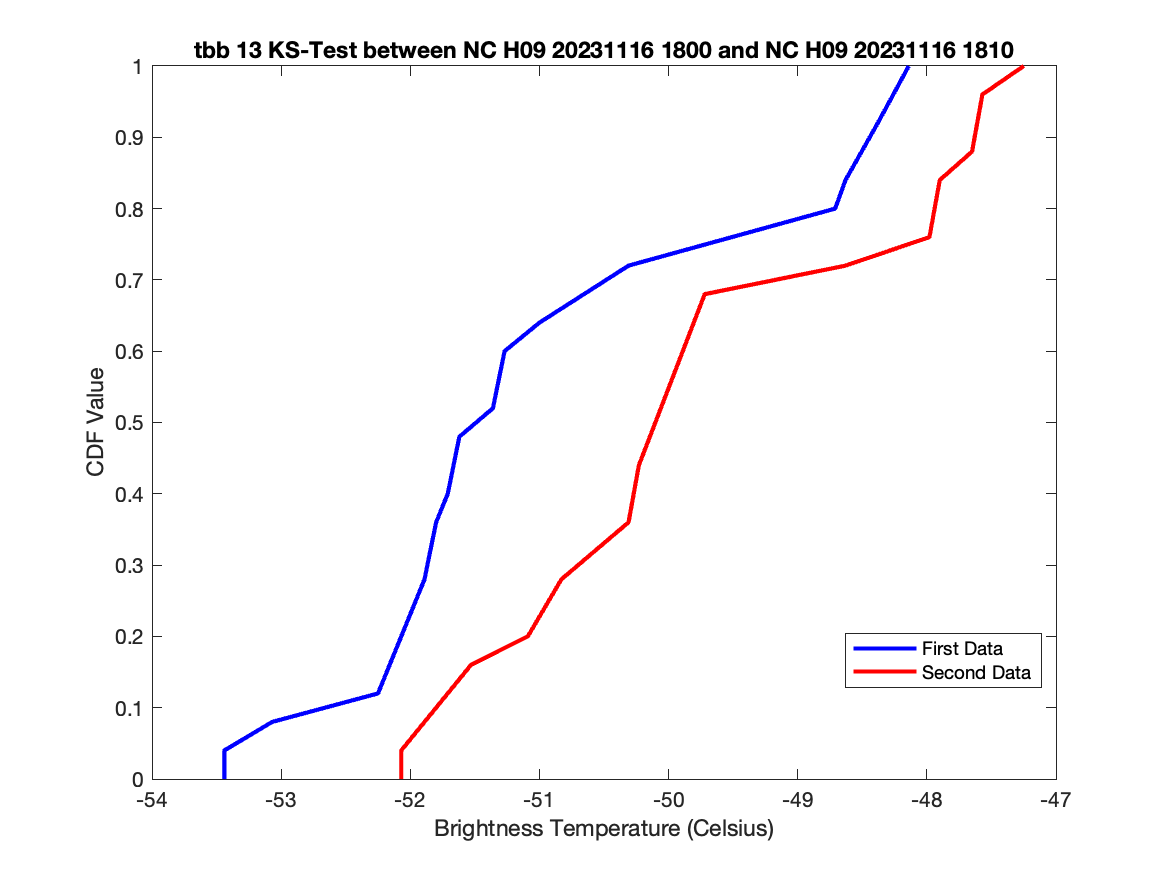 tbb 13 KS-Test between NC H09 20231116 1800 and NC H09 20231116 1810
1
0.9
0.8
0.7
0.6
0.5
0.4
0.3
0.2
0.1
0
CDF Value
First Data
Second Data
-54 -53 -52 -51 -50 -49 -48 -47
Brightness Temperature (Celsius)